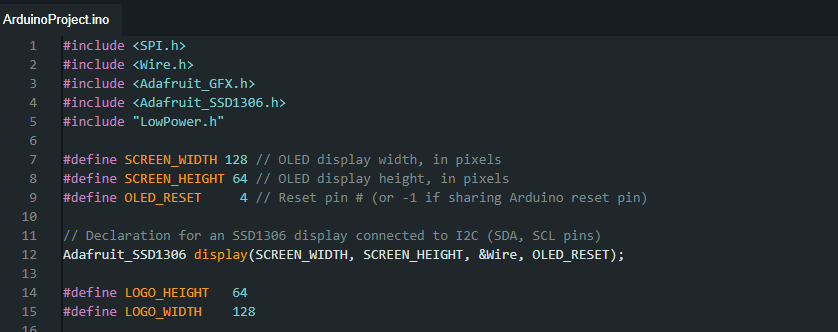 ArduinoProject.ino
1 #include <SPI.h>
2 #include <Wire.h>
3 #include <Adafruit_GFX.h>
4 #include <Adafruit_SSD1306.h>
5 #include "LowPower.h"
6
7 #define SCREEN_WIDTH 128 // OLED display width, in pixels
8 #define SCREEN_HEIGHT 64 // OLED display height, in pixels
9 #define OLED_RESET     4 // Reset pin # (or -1 if sharing Arduino reset pin)
10
11 // Declaration for an SSD1306 display connected to I2C (SDA, SCL pins)
12 Adafruit_SSD1306 display(SCREEN_WIDTH, SCREEN_HEIGHT, &Wire, OLED_RESET);
13
14 #define LOGO_HEIGHT   64
15 #define LOGO_WIDTH    128
16